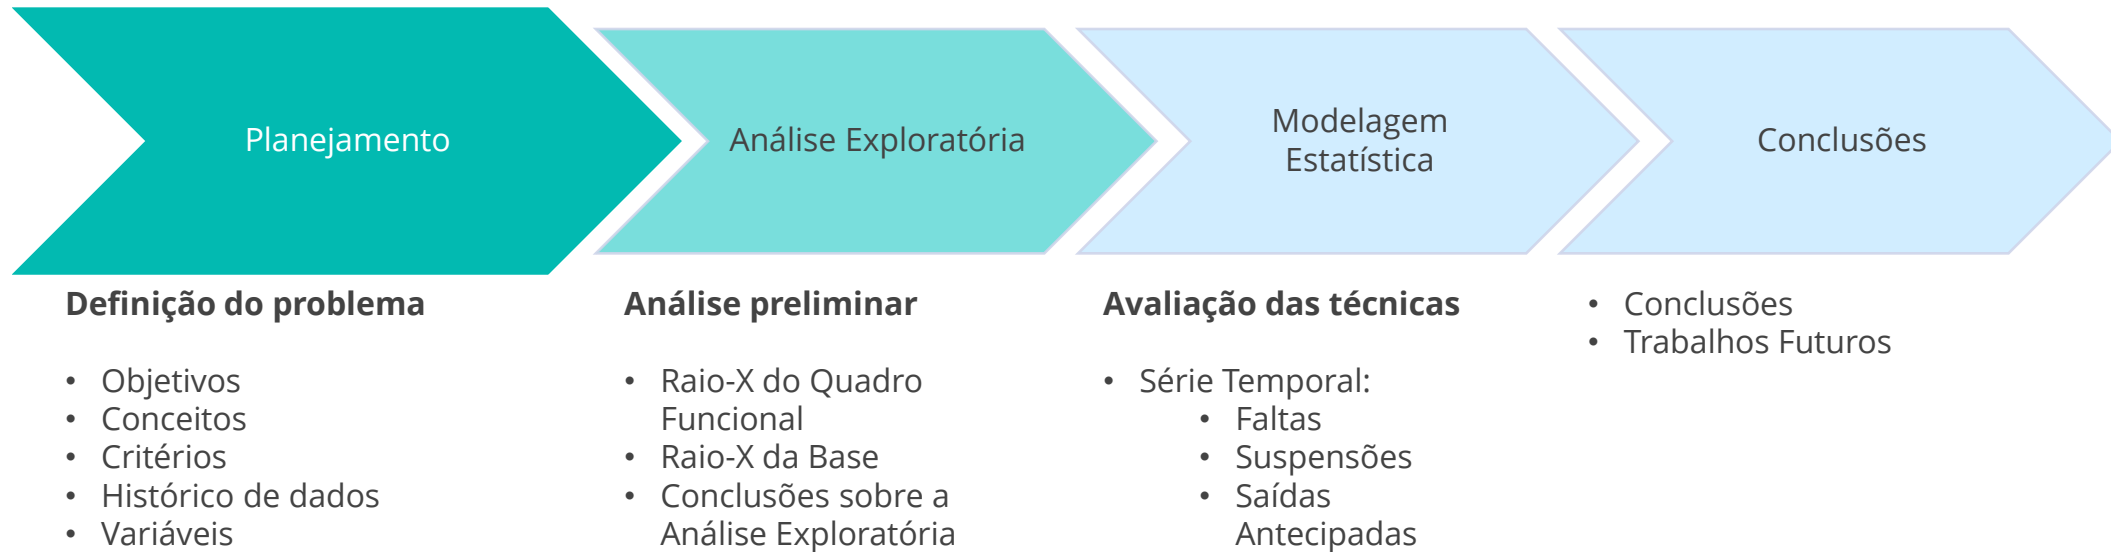 Planejamento
Análise Exploratória
Modelagem
Estatística
Conclusões
Definição do problema
• Objetivos
• Conceitos
• Critérios
• Histórico de dados
• Variáveis
Análise preliminar
• Raio-X do Quadro
Funcional
• Raio-X da Base
• Conclusões sobre a
Análise Exploratória
Avaliação das técnicas
• Série Temporal:
• Faltas
• Suspensões
• Saídas
Antecipadas
• Conclusões
• Trabalhos Futuros